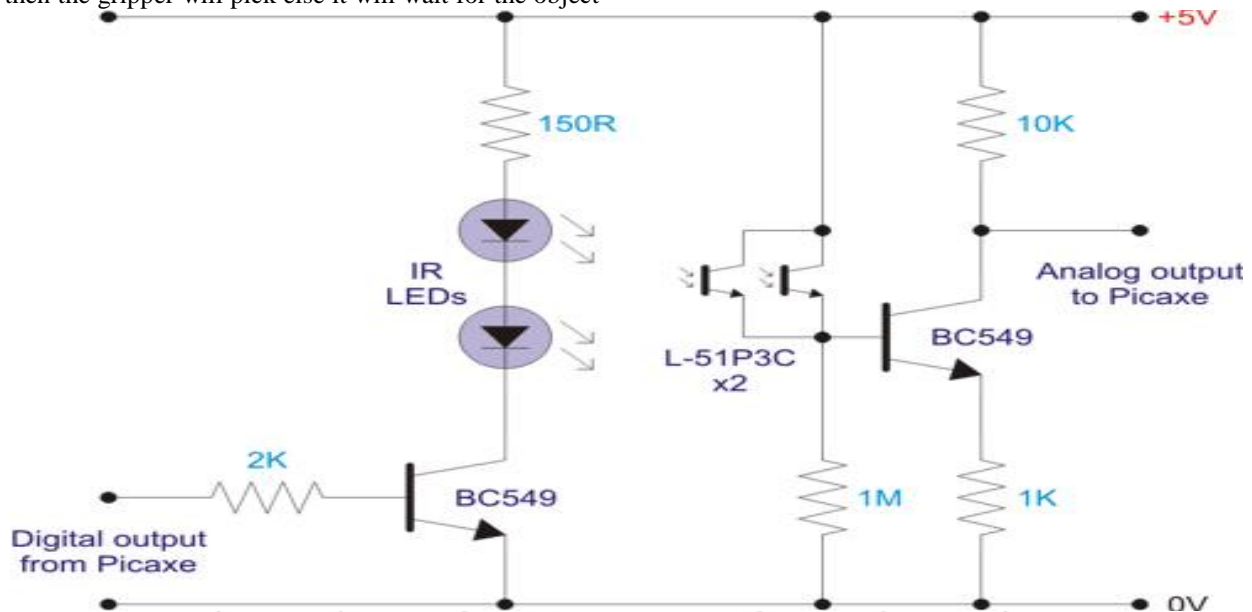 then the gripper will pick else it will wait for the object
+5V
150R
10K
IR
LEDs
Analog output
to Picaxe
L-51P3C
x2
BC549
2K
BC549
1M
1K
Digital output
from Picaxe
0V